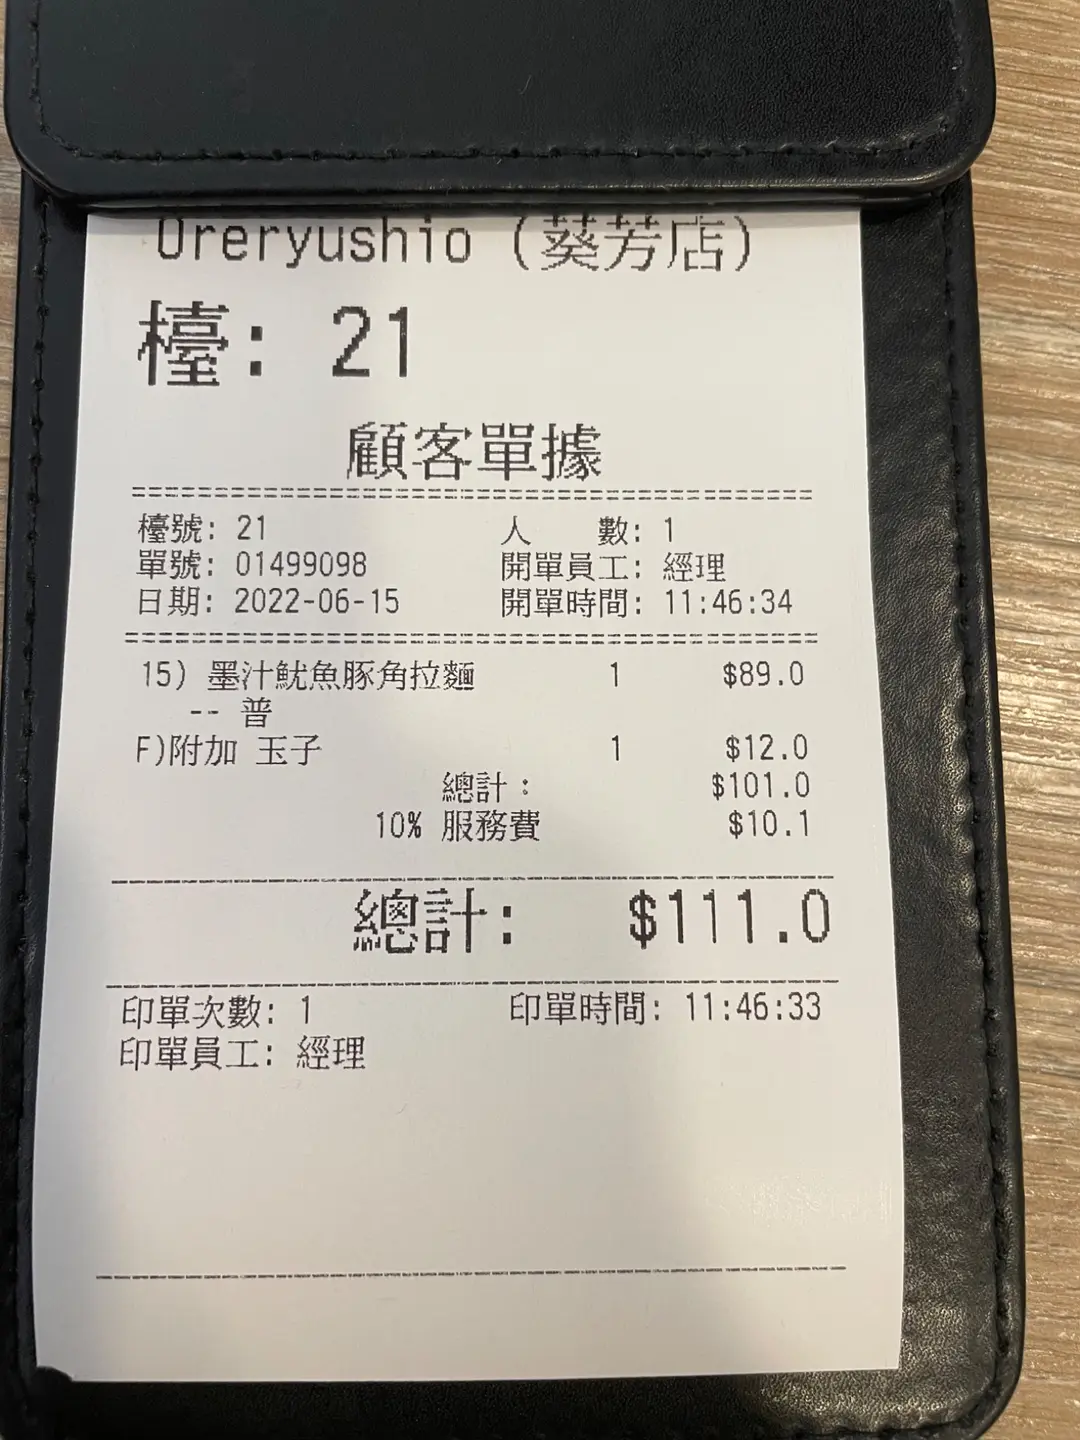 Oreryushio (葵芳店)
檯: 21
顧客單據
檯號: 21 人 數: 1
單號: 01499098 開單員工: 經理
日期: 2022-06-15 開單時間: 11:46:34
15) 墨汁魷魚豚角拉麵 1 $89.0
-- 普
F)附加 玉子 1 $12.0
總計: $101.0
10% 服務費 $10.1
總計: $111.0
印單次數: 1 印單時間: 11:46:33
印單員工: 經理